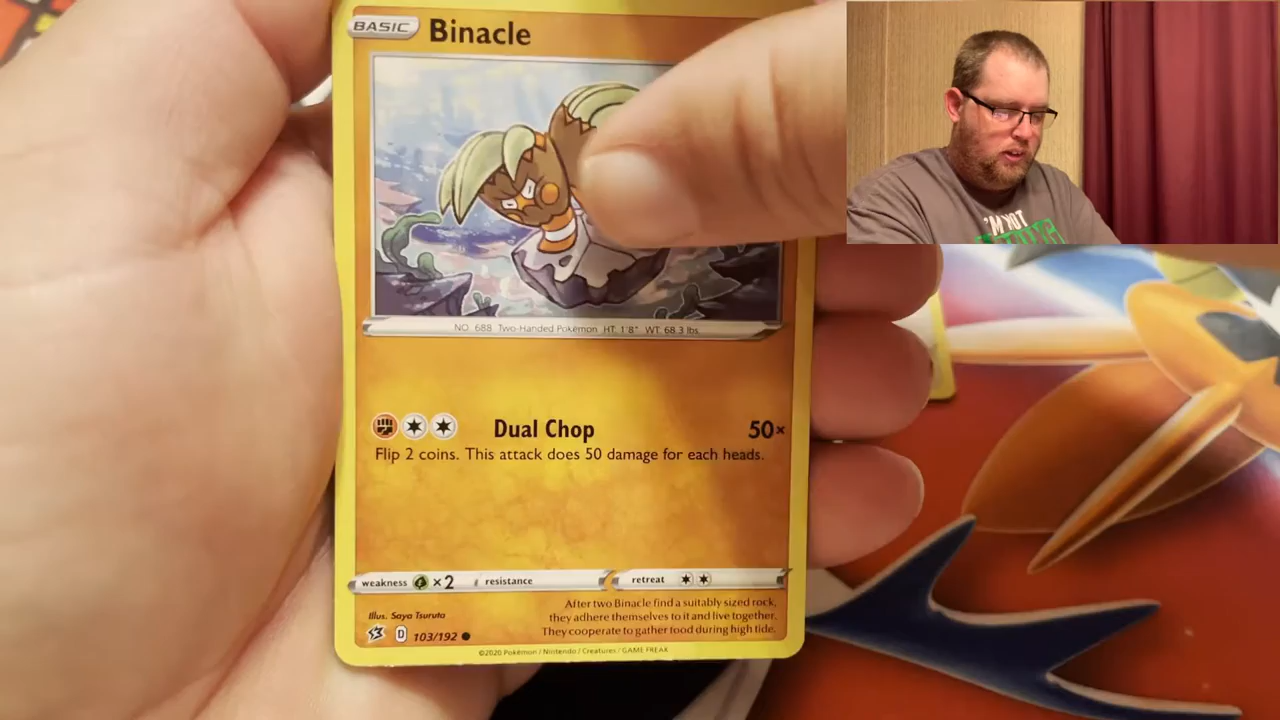 BASIC Binacle
NO. 688 Two-Handed Pokémon HT: 1'8" WT: 68.3 lbs.
Dual Chop 50×
Flip 2 coins. This attack does 50 damage for each heads.
weakness ×2 resistance retreat
Illus. Saya Tsuruta
After two Binacle find a suitably sized rock,
they adhere themselves to it and live together.
They cooperate to gather food during high tide.
D 103/192
©2020 Pokémon / Nintendo / Creatures / GAME FREAK
I'M NOT